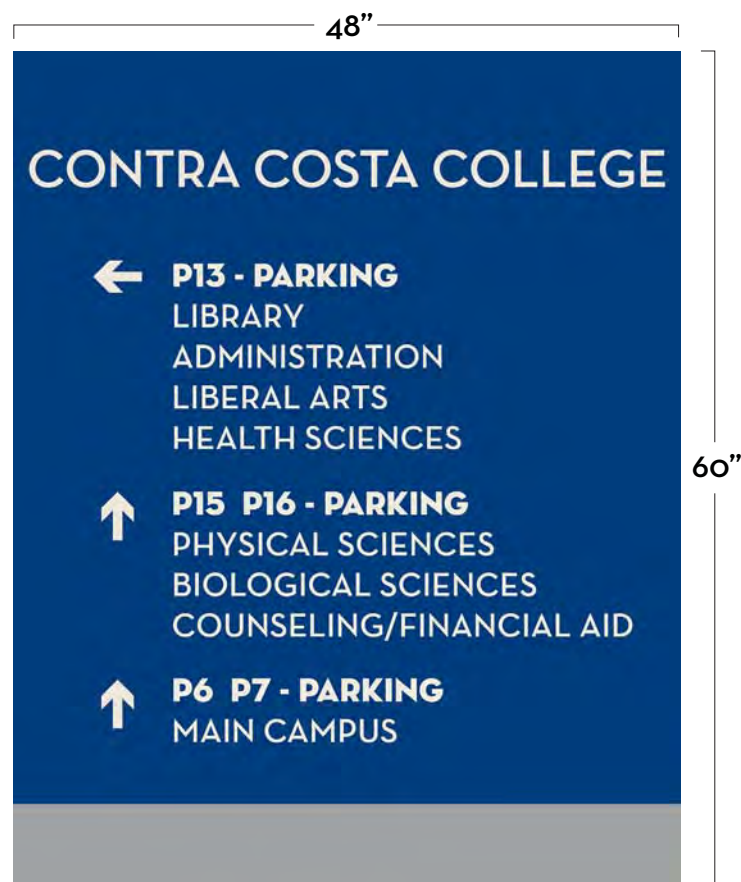 48”
CONTRA COSTA COLLEGE
P13 - PARKING
LIBRARY
ADMINISTRATION
LIBERAL ARTS
HEALTH SCIENCES
60”
P15 P16 - PARKING
PHYSICAL SCIENCES
BIOLOGICAL SCIENCES
COUNSELING/FINANCIAL AID
P6 P7 - PARKING
MAIN CAMPUS